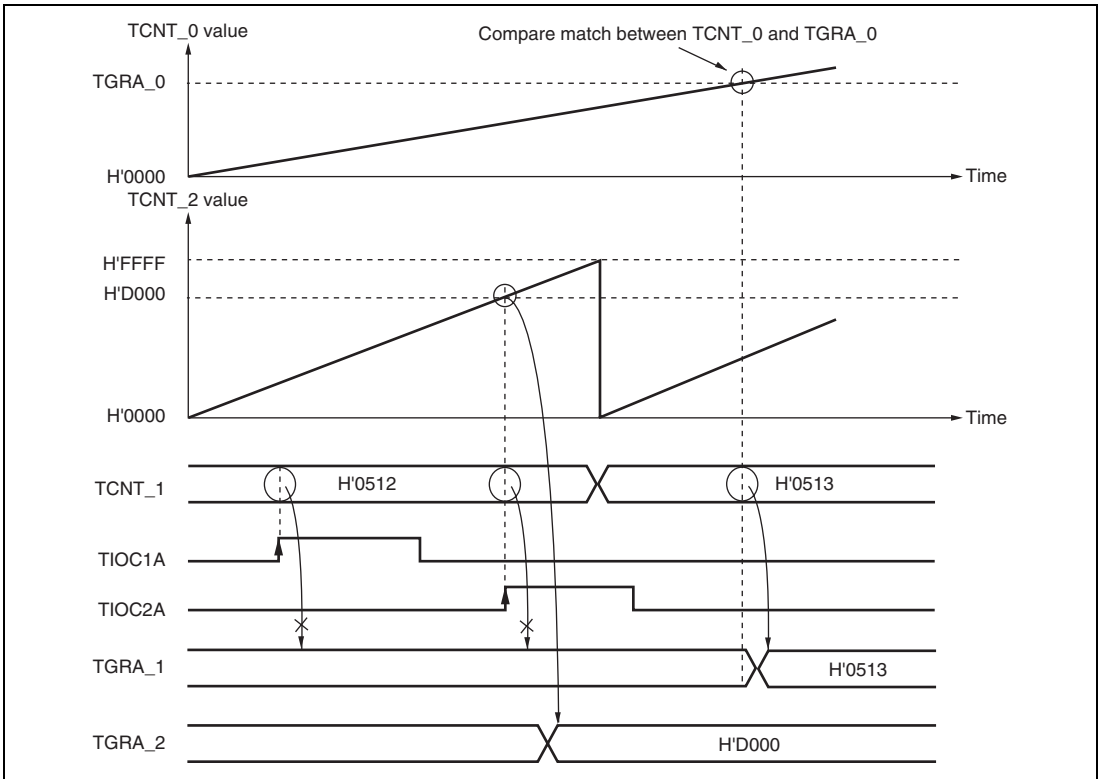 TCNT_0 value
Compare match between TCNT_0 and TGRA_0
TGRA_0
H'0000
Time
TCNT_2 value
H'FFFF
H'D000
H'0000
Time
TCNT_1
H'0512
H'0513
TIOC1A
TIOC2A
TGRA_1
H'0513
TGRA_2
H'D000